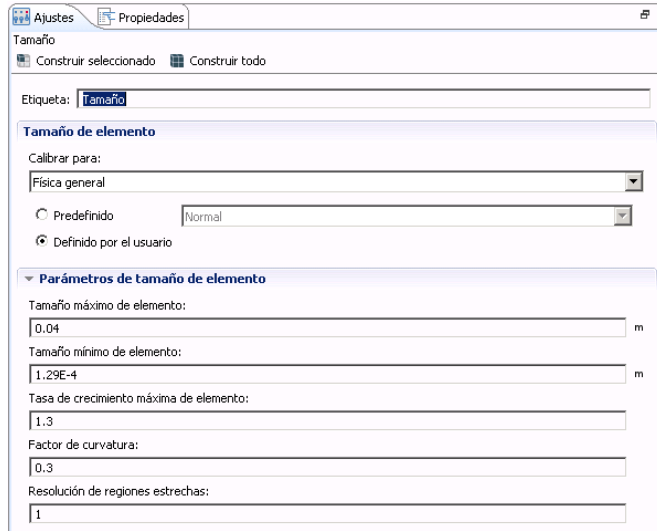 Ajustes Propiedades
Tamaño
Construir seleccionado Construir todo
Etiqueta: Tamaño
Tamaño de elemento
Calibrar para:
Física general
Predefinido Normal
Definido por el usuario
Parámetros de tamaño de elemento
Tamaño máximo de elemento:
0.04 m
Tamaño mínimo de elemento:
1.29E-4 m
Tasa de crecimiento máxima de elemento:
1.3
Factor de curvatura:
0.3
Resolución de regiones estrechas:
1